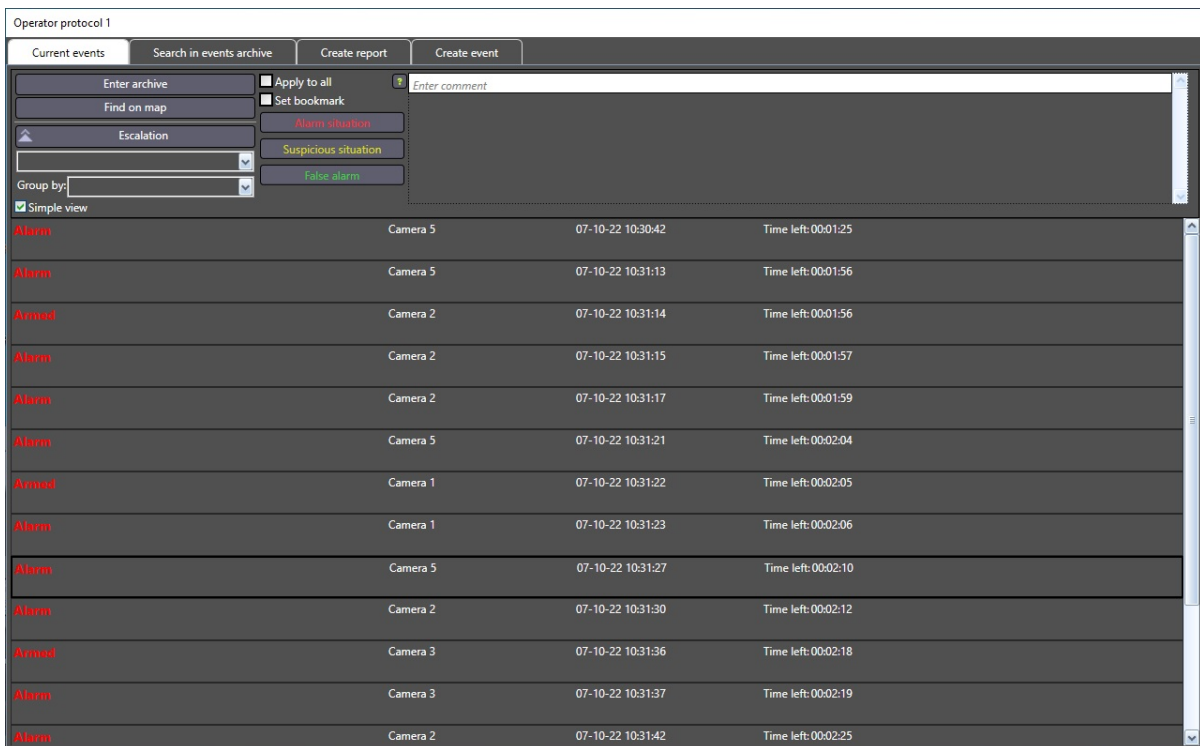 Operator protocol 1
Current events Search in events archive Create report Create event
Enter archive Apply to all ? Enter comment
Find on map Set bookmark
Escalation Alarm situation
Suspicious situation
Group by: False alarm
Simple view
Alarm Camera 5 07-10-22 10:30:42 Time left: 00:01:25
Alarm Camera 5 07-10-22 10:31:13 Time left: 00:01:56
Armed Camera 2 07-10-22 10:31:14 Time left: 00:01:56
Alarm Camera 2 07-10-22 10:31:15 Time left: 00:01:57
Alarm Camera 2 07-10-22 10:31:17 Time left: 00:01:59
Alarm Camera 5 07-10-22 10:31:21 Time left: 00:02:04
Armed Camera 1 07-10-22 10:31:22 Time left: 00:02:05
Alarm Camera 1 07-10-22 10:31:23 Time left: 00:02:06
Alarm Camera 5 07-10-22 10:31:27 Time left: 00:02:10
Alarm Camera 2 07-10-22 10:31:30 Time left: 00:02:12
Armed Camera 3 07-10-22 10:31:36 Time left: 00:02:18
Alarm Camera 3 07-10-22 10:31:37 Time left: 00:02:19
Alarm Camera 2 07-10-22 10:31:42 Time left: 00:02:25